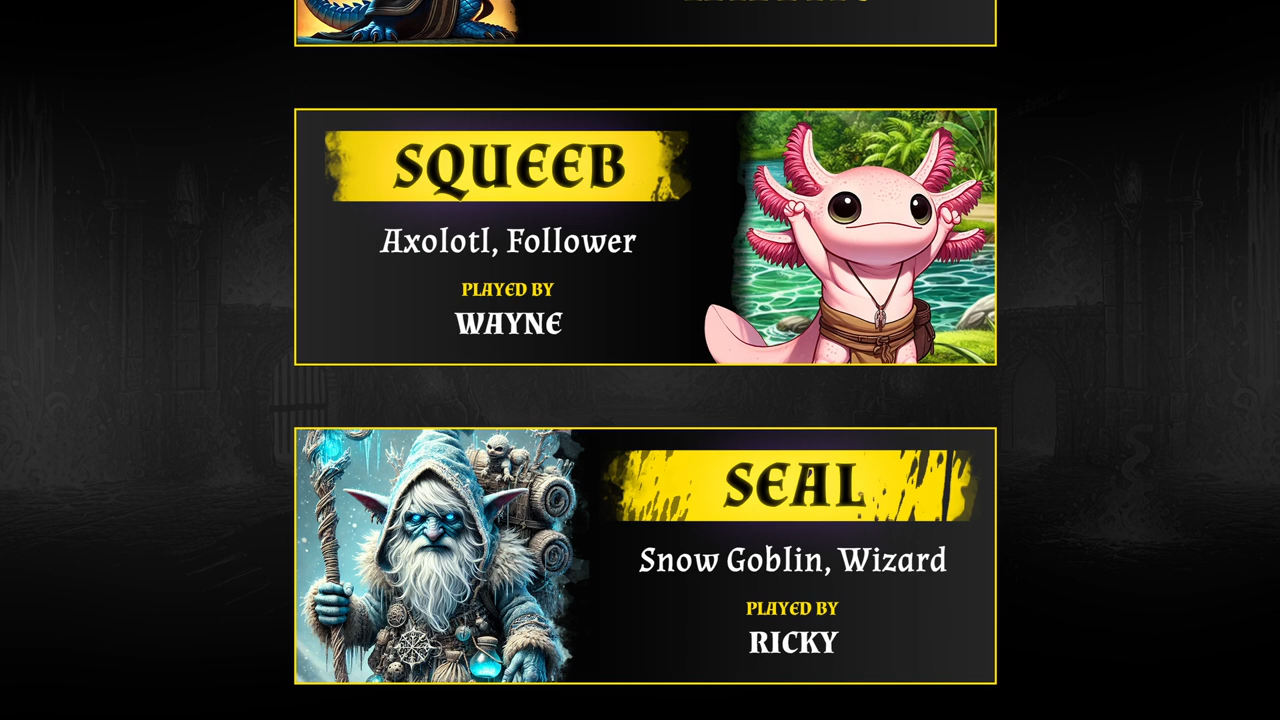 SQUEEB
Axolotl, Follower
PLAYED BY
WAYNE
SEAL
Snow Goblin, Wizard
PLAYED BY
RICKY